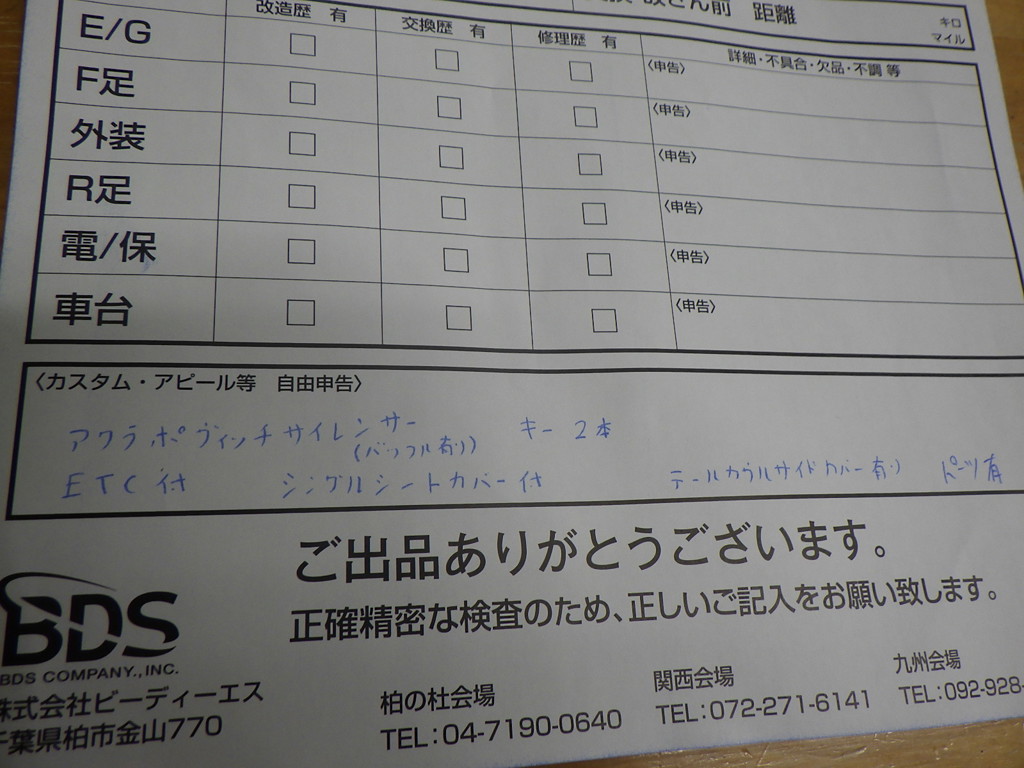 距離
キロ
マイル
改造歴 有 交換歴 有 修理歴 有 詳細・不具合・欠品・不調 等
E/G 〈申告〉
F足 〈申告〉
外装 〈申告〉
R足 〈申告〉
電/保 〈申告〉
車台 〈申告〉
〈カスタム・アピール等 自由申告〉
アクラポヴィッチサイレンサー キー2本
(バッフル有り)
ETC付 シングルシートカバー付 テールカウルサイドカバー有り パーツ有
ご出品ありがとうございます。
正確精密な検査のため、正しいご記入をお願い致します。
BDS
BDS COMPANY.,INC.
株式会社ビーディーエス
千葉県柏市金山770
柏の杜会場
TEL:04-7190-0640
関西会場
TEL:072-271-6141
九州会場
TEL:092-928-